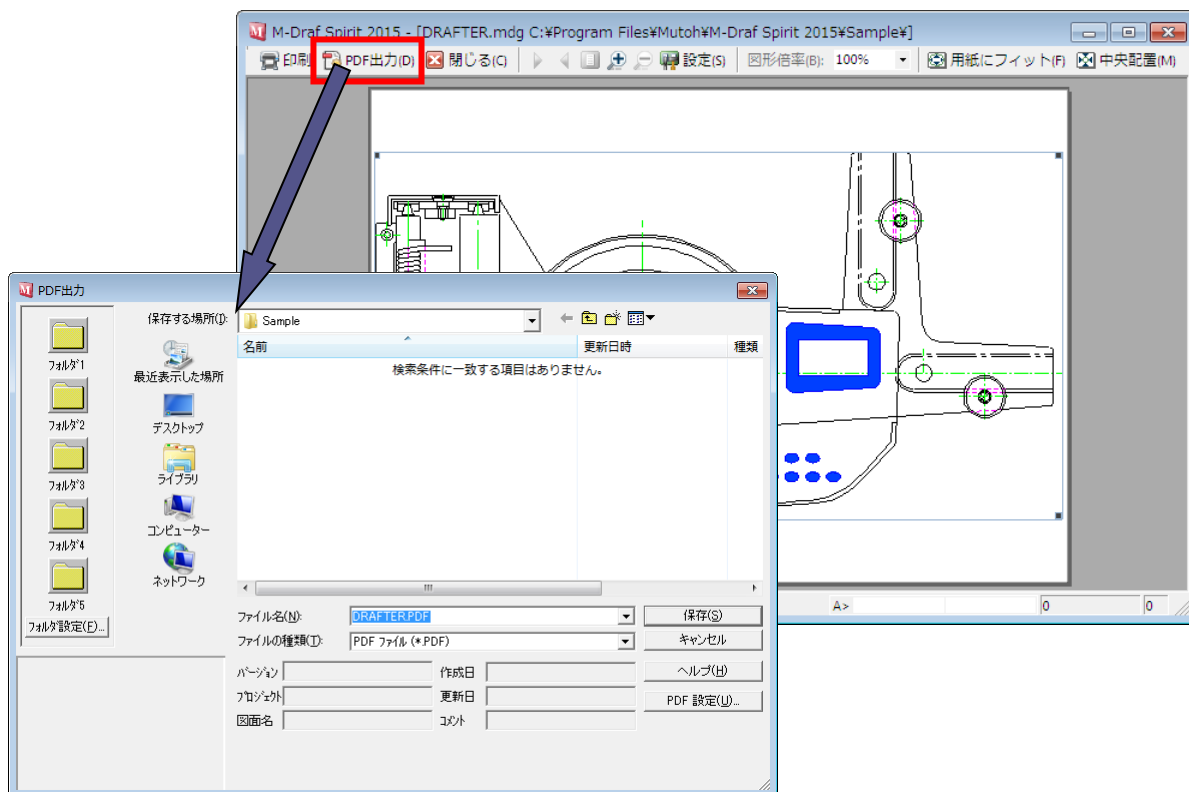 M-Draf Spirit 2015 - [DRAFTER.mdg C:¥Program Files¥Mutoh¥M-Draf Spirit 2015¥Sample¥]
印刷 PDF出力(D) 閉じる(C) 設定(S) 図形倍率(B): 100% 用紙にフィット(F) 中央配置(M)
PDF出力
保存する場所(I): Sample
名前 更新日時 種類
検索条件に一致する項目はありません。
フォルダ1
フォルダ2
フォルダ3
フォルダ4
フォルダ5
フォルダ設定(F)...
最近表示した場所
デスクトップ
ライブラリ
コンピューター
ネットワーク
ファイル名(N): DRAFTER.PDF 保存(S)
ファイルの種類(T): PDF ファイル (*.PDF) キャンセル
バージョン 作成日 ヘルプ(H)
プロジェクト 更新日 PDF 設定(U)...
図面名 コメント
A> 0 0